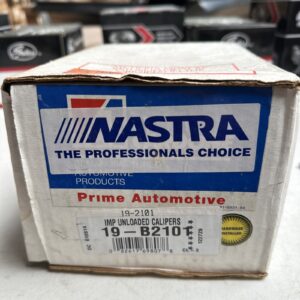 NASTRA
THE PROFESSIONALS CHOICE
AUTOMOTIVE
PRODUCTS
Prime Automotive
19-2101
IMP UNLOADED CALIPERS
19-B2101